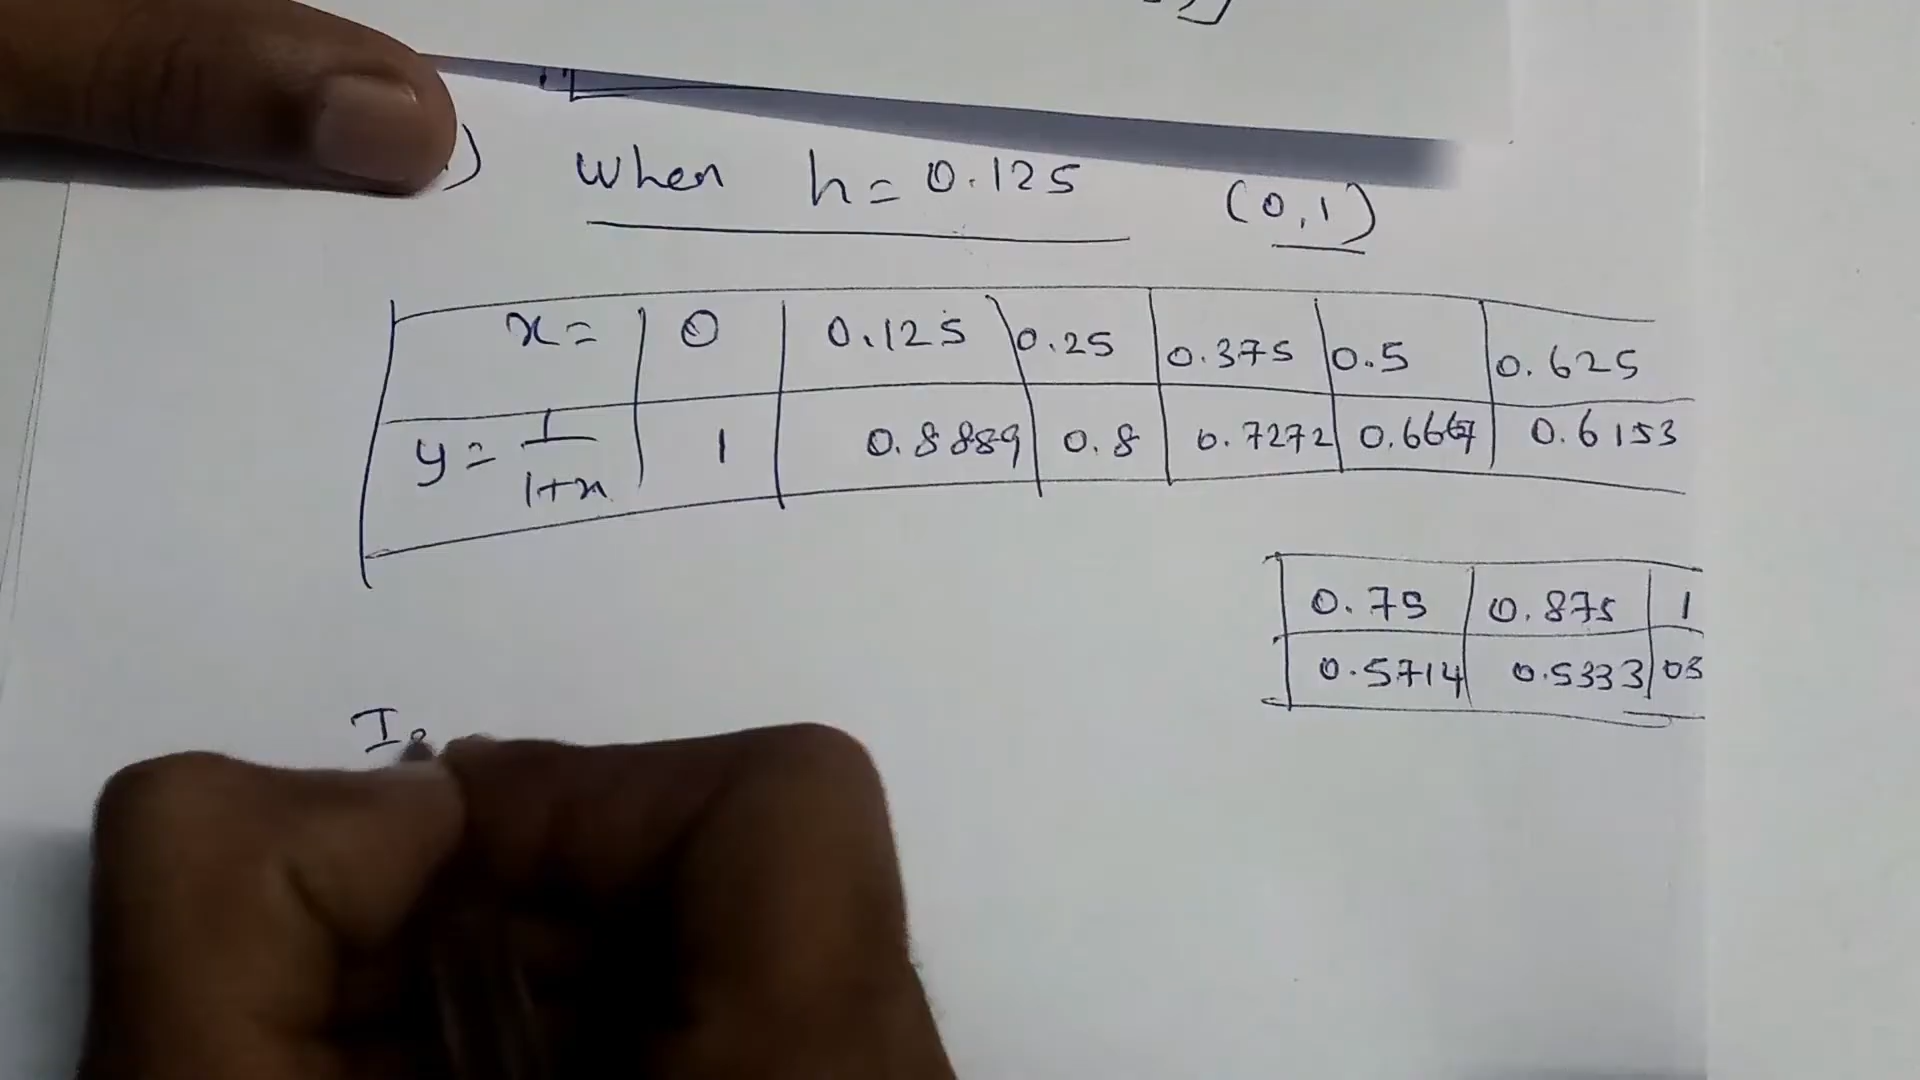 ) when h = 0.125 (0,1)
x = 0 0.125 0.25 0.375 0.5 0.625
y = 1/1+x 1 0.8889 0.8 0.7272 0.6667 0.6153
0.75 0.875 1
0.5714 0.5333 05
I